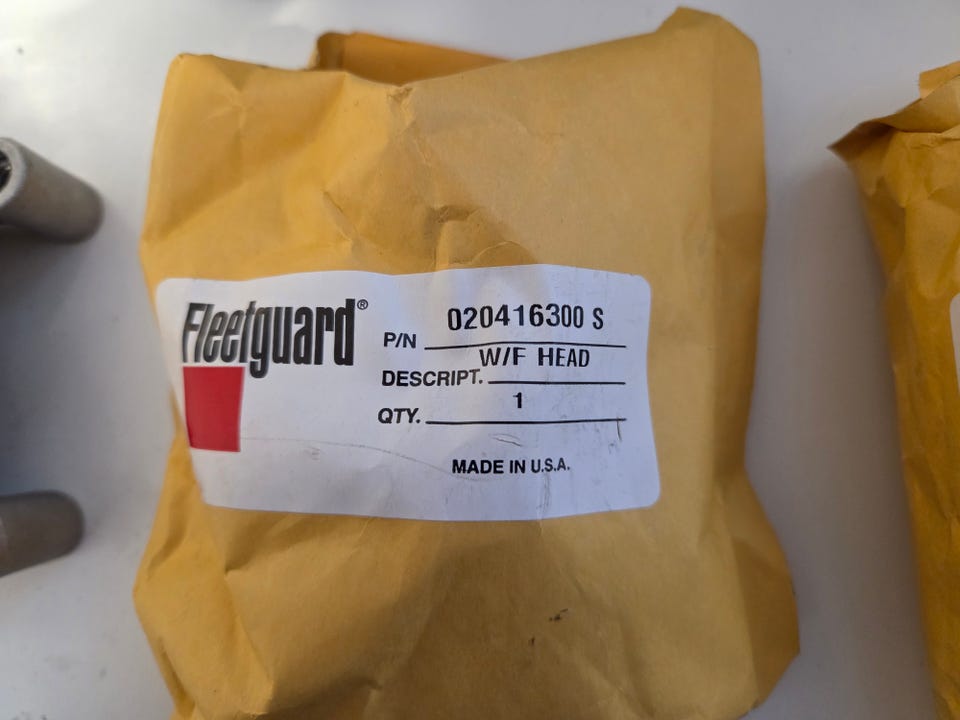 Fleetguard®
P/N 020416300 S
DESCRIPT. W/F HEAD
QTY. 1
MADE IN U.S.A.